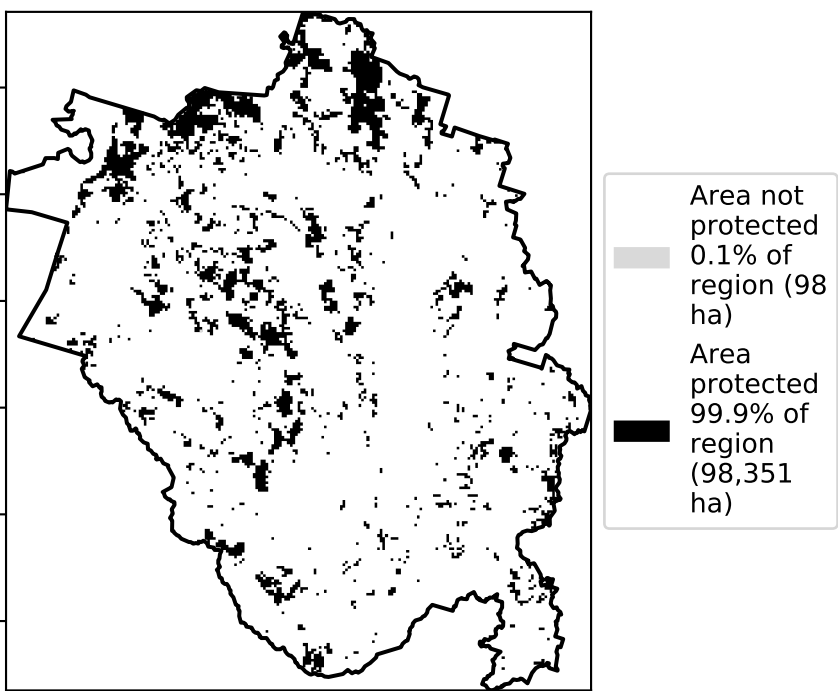 Area not
protected
0.1% of
region (98
ha)
Area
protected
99.9% of
region
(98,351
ha)